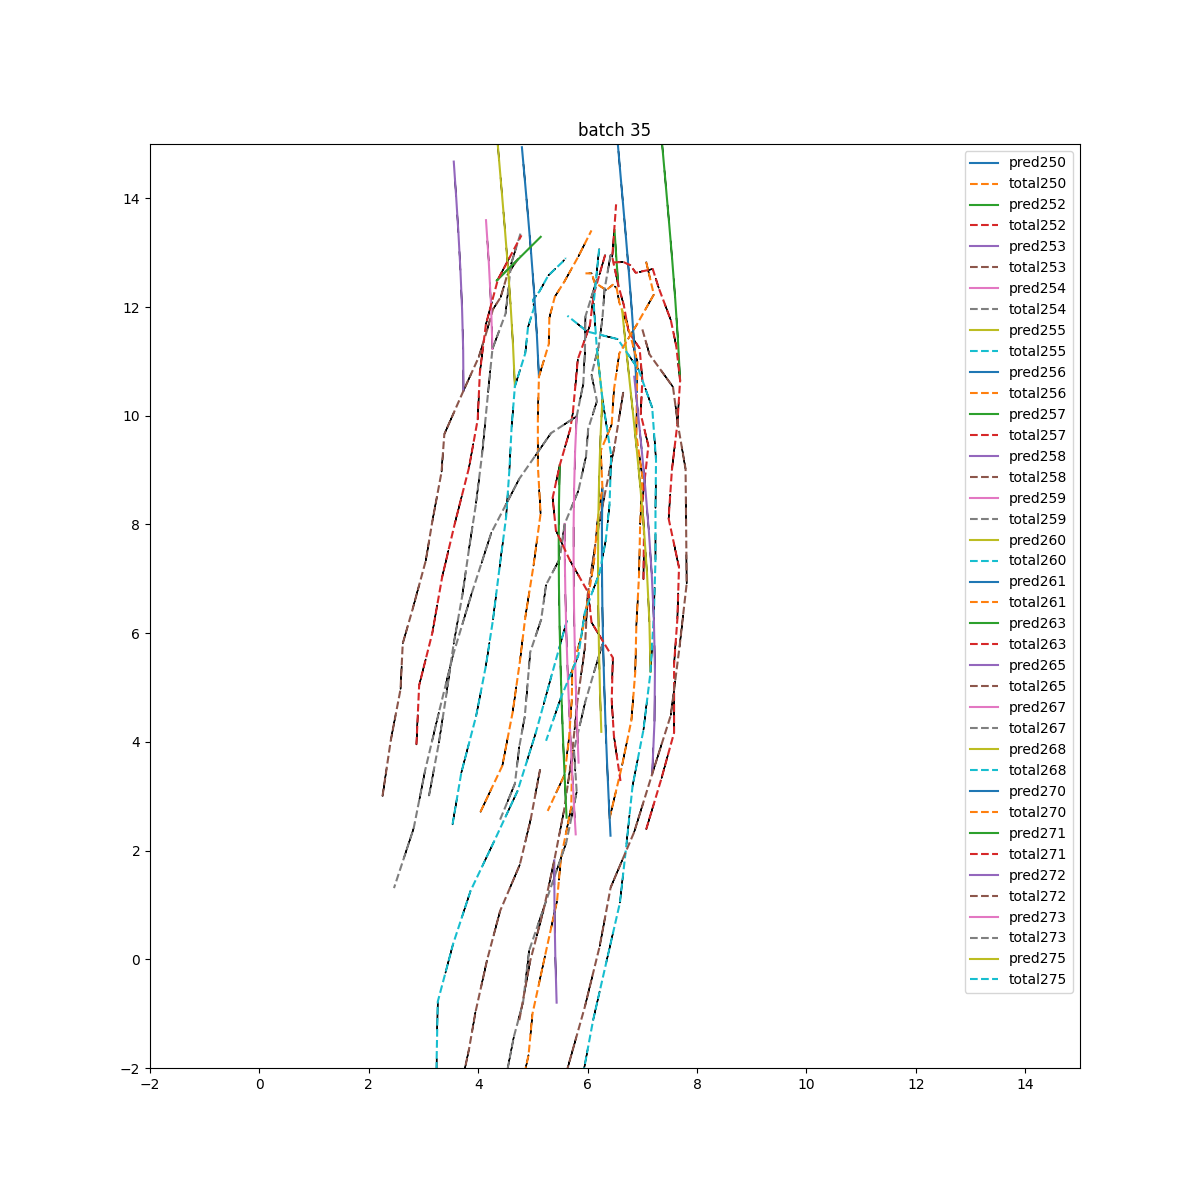 batch 35
14
12
10
8
6
4
2
0
−2
−2
0
2
4
6
8
10
12
14
pred250
total250
pred252
total252
pred253
total253
pred254
total254
pred255
total255
pred256
total256
pred257
total257
pred258
total258
pred259
total259
pred260
total260
pred261
total261
pred263
total263
pred265
total265
pred267
total267
pred268
total268
pred270
total270
pred271
total271
pred272
total272
pred273
total273
pred275
total275